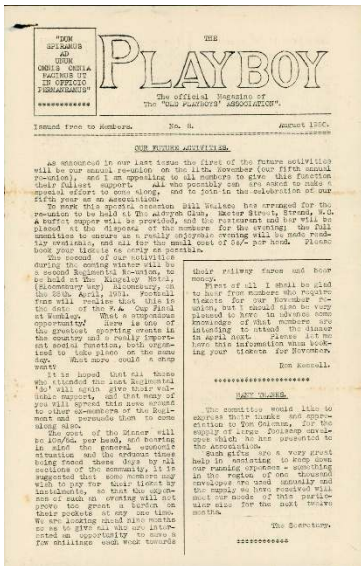 "DUM
SPIRAMUS
AD
UNUM
OMNIS OMNIA
FACIMUS UT
IN OFFICIO
PERMANEAMUS"
THE
PLAYBOY
The official Magazine of
The "OLD PLAYBOYS' ASSOCIATION".
Issued free to Members.
No. 8.
August 1950.
OUR FUTURE ACTIVITIES.
As announced in our last issue the first of the future activities
will be our annual re-union on the 11th. November (our fifth annual
re-union), and I am appealing to all members to give this function
their fullest support. All who possibly can are asked to make a
special effort to come along, and to join in the celebration of our
fifth year as an Association.
To mark this special occasion Bill Wallace has arranged for the
re-union to be held at The Aldwych Club, Exeter Street, Strand, W.C.
A buffet supper will be provided, and the restaurant and bar will be
placed at the disposal of the members for the evening; the full
amenities to ensure an a really enjoyable evening will be made read-
ily available, and all for the small cost of 5s/- per head. Please
book your tickets as early as possible.
The second of our activities
during the coming winter will be
a second Regimental Re-union, to
be held at The Kingsley Hotel,
(Bloomsbury Way) Bloomsbury, on
the 28th. April, 1951. Football
fans will realise that this is
the date of the F.A. Cup Final
at Wembley. What a sumptuous
opportunity! Here is one of
the greatest sporting events in
the country and a really import-
ant social function, both organ-
ised to take place on the same
day. What more could a chap
want?
It is hoped that all those
who attended the last Regimental
'do' will again give their valu-
able support, and that many of
you will spread this news around
to other ex-members of the Regi-
ment and persuade them to come
along also.
The cost of the Dinner will
be 10/6d. per head, and bearing
in mind the general economic
situation and the arduous times
being faced these days by all
sections of the community, it is
suggested that some members may
wish to pay for their ticket by
instalments, so that the expen-
ses of such an evening will not
prove too great a burden on
their pockets at any one time.
We are looking ahead nine months
so as to give all who are inter-
ested an opportunity to save a
few shillings each week towards
their railway fares and beer
money.
First of all I shall be glad
to hear from members who require
tickets for our November re-
union, but I should also be very
pleased to have in advance some
knowledge of what numbers are
intending to attend the dinner
in April next. Please let me
have this information when book-
ing your tickets for November.
Ron Kensell.
MANY THANKS.
The committee would like to
express their thanks and appre-
ciation to Tom Coleman, for the
supply of large foolscap envel-
opes which he has presented to
the Association.
Such gifts are a very great
help in assisting to keep down
our running expenses - something
in the region of one thousand
envelopes are used annually and
the supply we have received will
meet our needs of this partic-
ular size for the next twelve
months.
The Secretary.